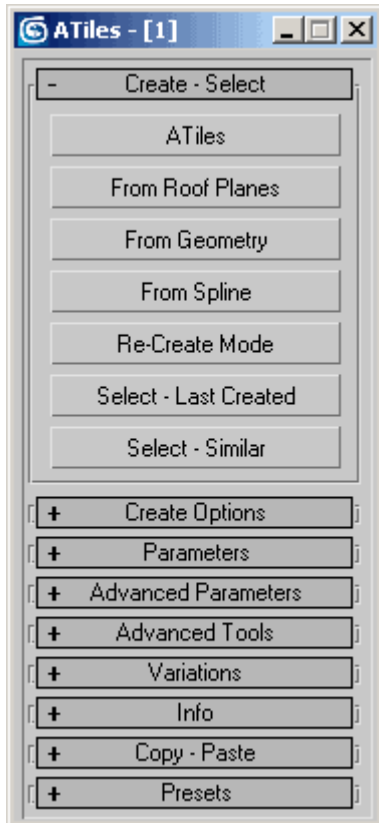 ATiles - [1]
- Create - Select
ATiles
From Roof Planes
From Geometry
From Spline
Re-Create Mode
Select - Last Created
Select - Similar
+ Create Options
+ Parameters
+ Advanced Parameters
+ Advanced Tools
+ Variations
+ Info
+ Copy - Paste
+ Presets